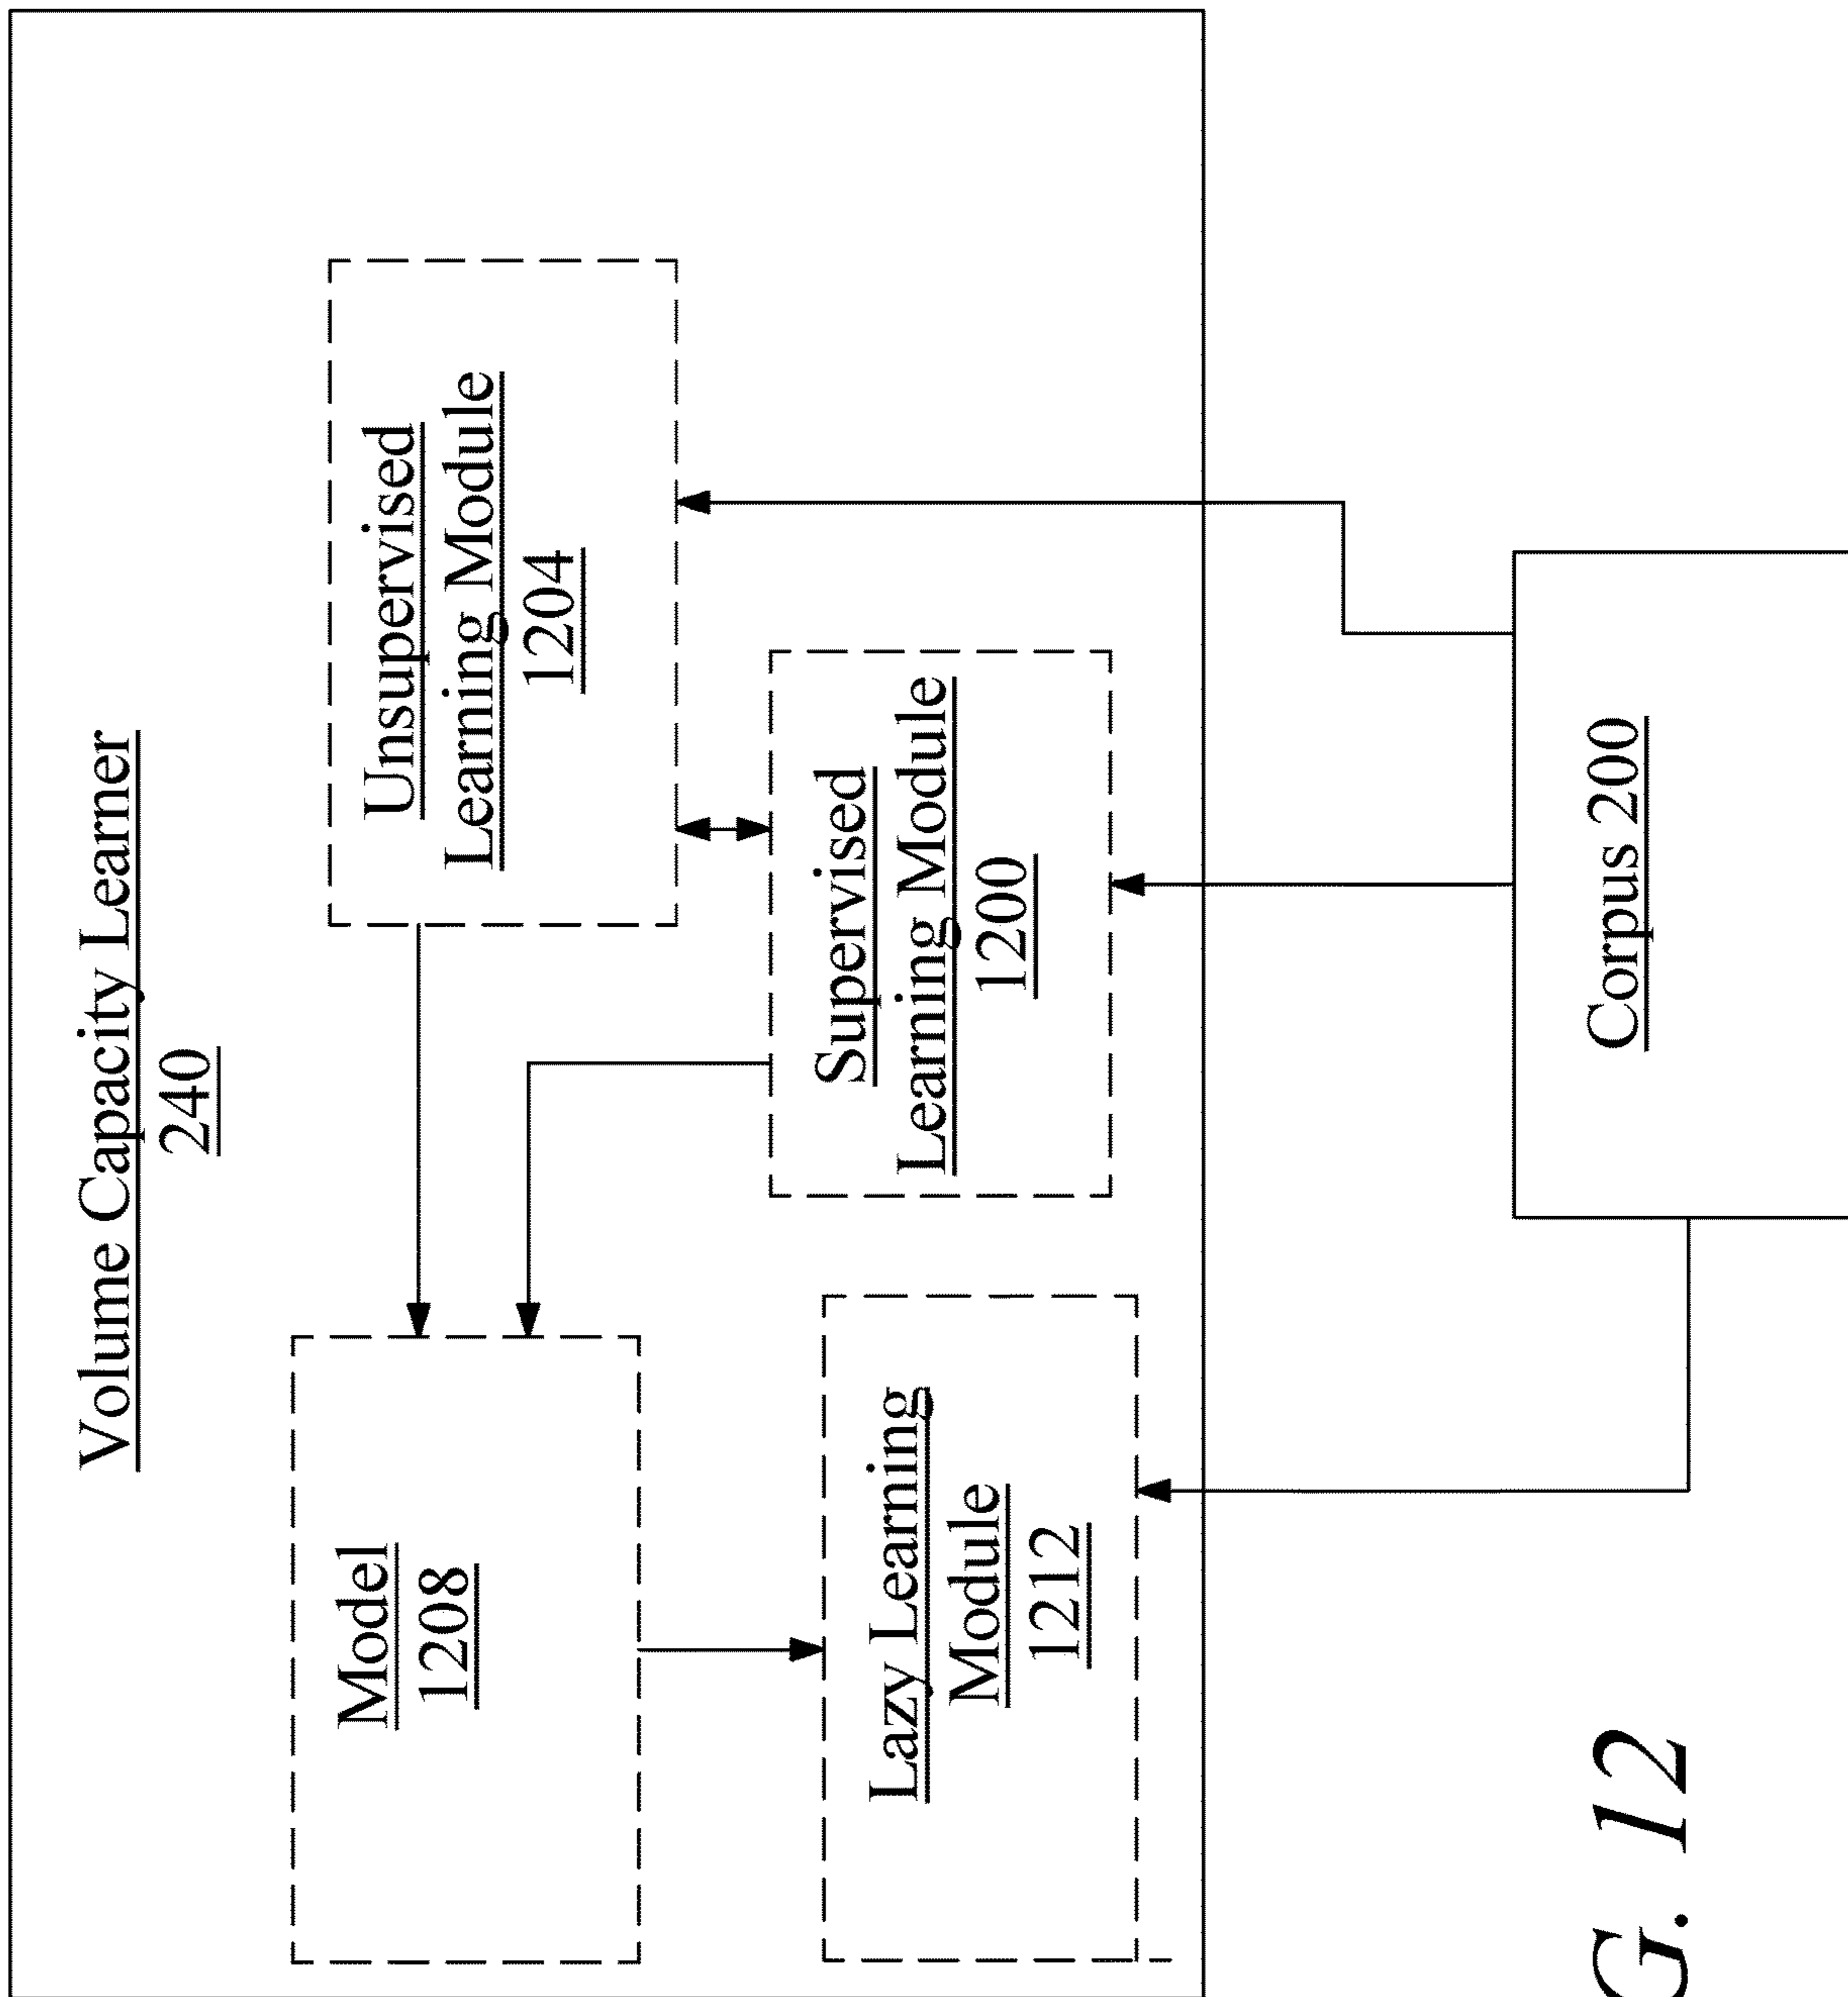 Volume Capacity Learner
240
Model
1208
Unsupervised
Learning Module
1204
Lazy Learning
Module
1212
Supervised
Learning Module
1200
Corpus 200
G. 12